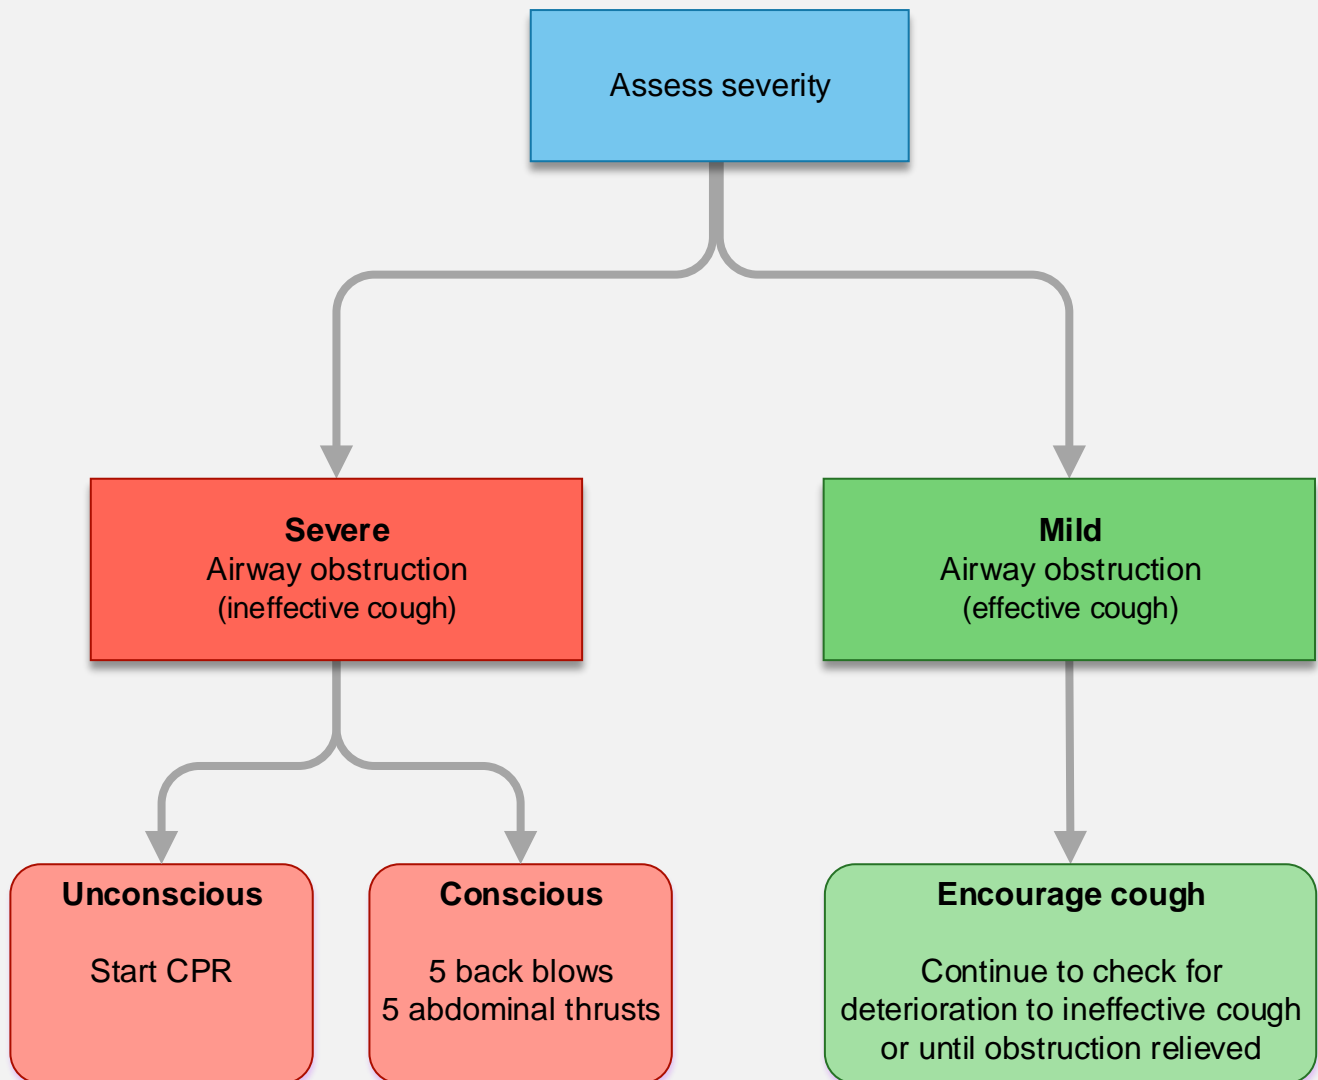 Assess severity
Severe
Airway obstruction
(ineffective cough)
Mild
Airway obstruction
(effective cough)
Unconscious
Start CPR
Conscious
5 back blows
5 abdominal thrusts
Encourage cough
Continue to check for
deterioration to ineffective cough
or until obstruction relieved